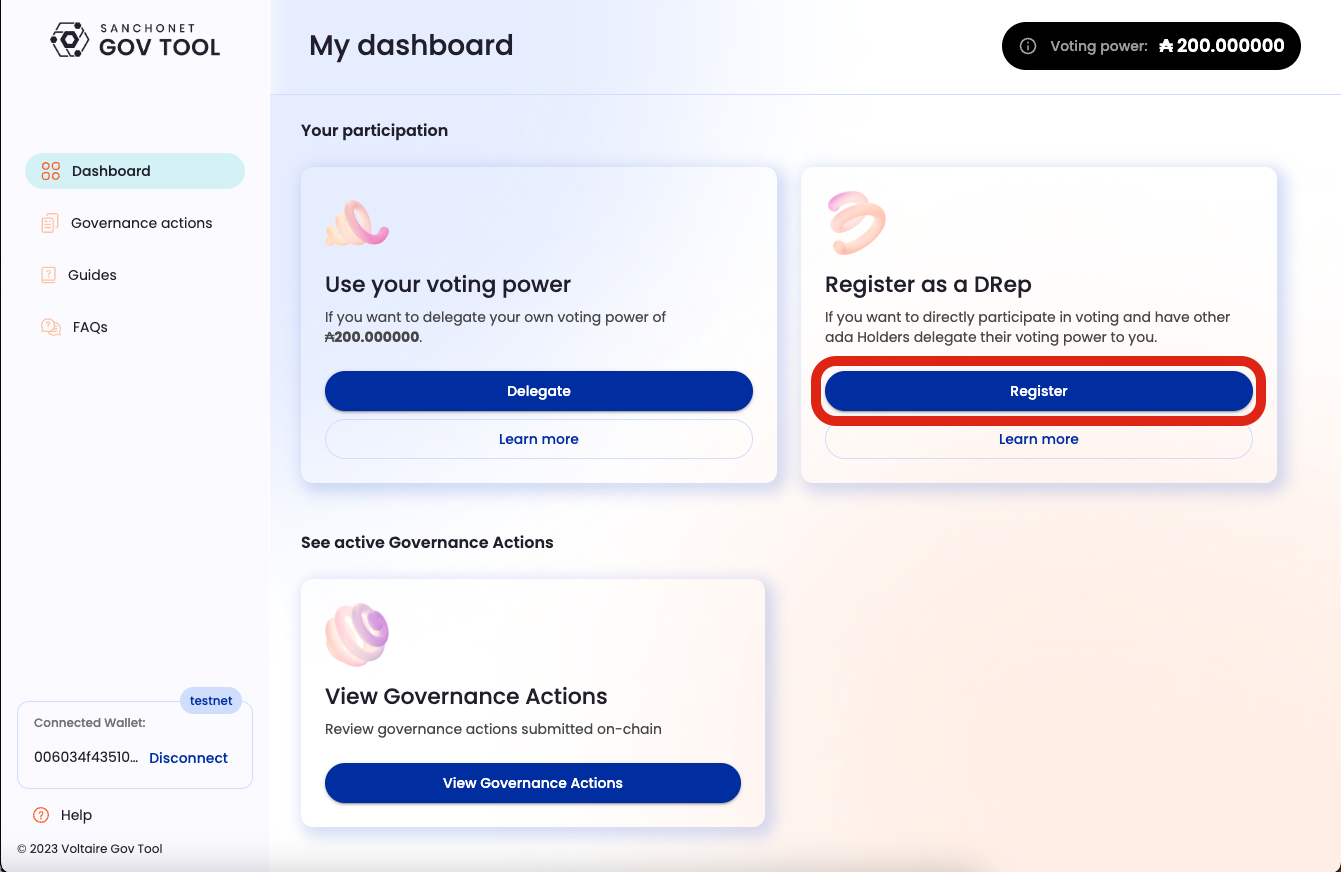 SANCHONET
GOV TOOL
My dashboard
Voting power: ₳ 200.000000
Dashboard
Governance actions
Guides
FAQs
Your participation
Use your voting power
If you want to delegate your own voting power of
₳200.000000.
Delegate
Learn more
Register as a DRep
If you want to directly participate in voting and have other
ada Holders delegate their voting power to you.
Register
Learn more
See active Governance Actions
View Governance Actions
Review governance actions submitted on-chain
View Governance Actions
testnet
Connected Wallet:
006034f43510... Disconnect
Help
© 2023 Voltaire Gov Tool